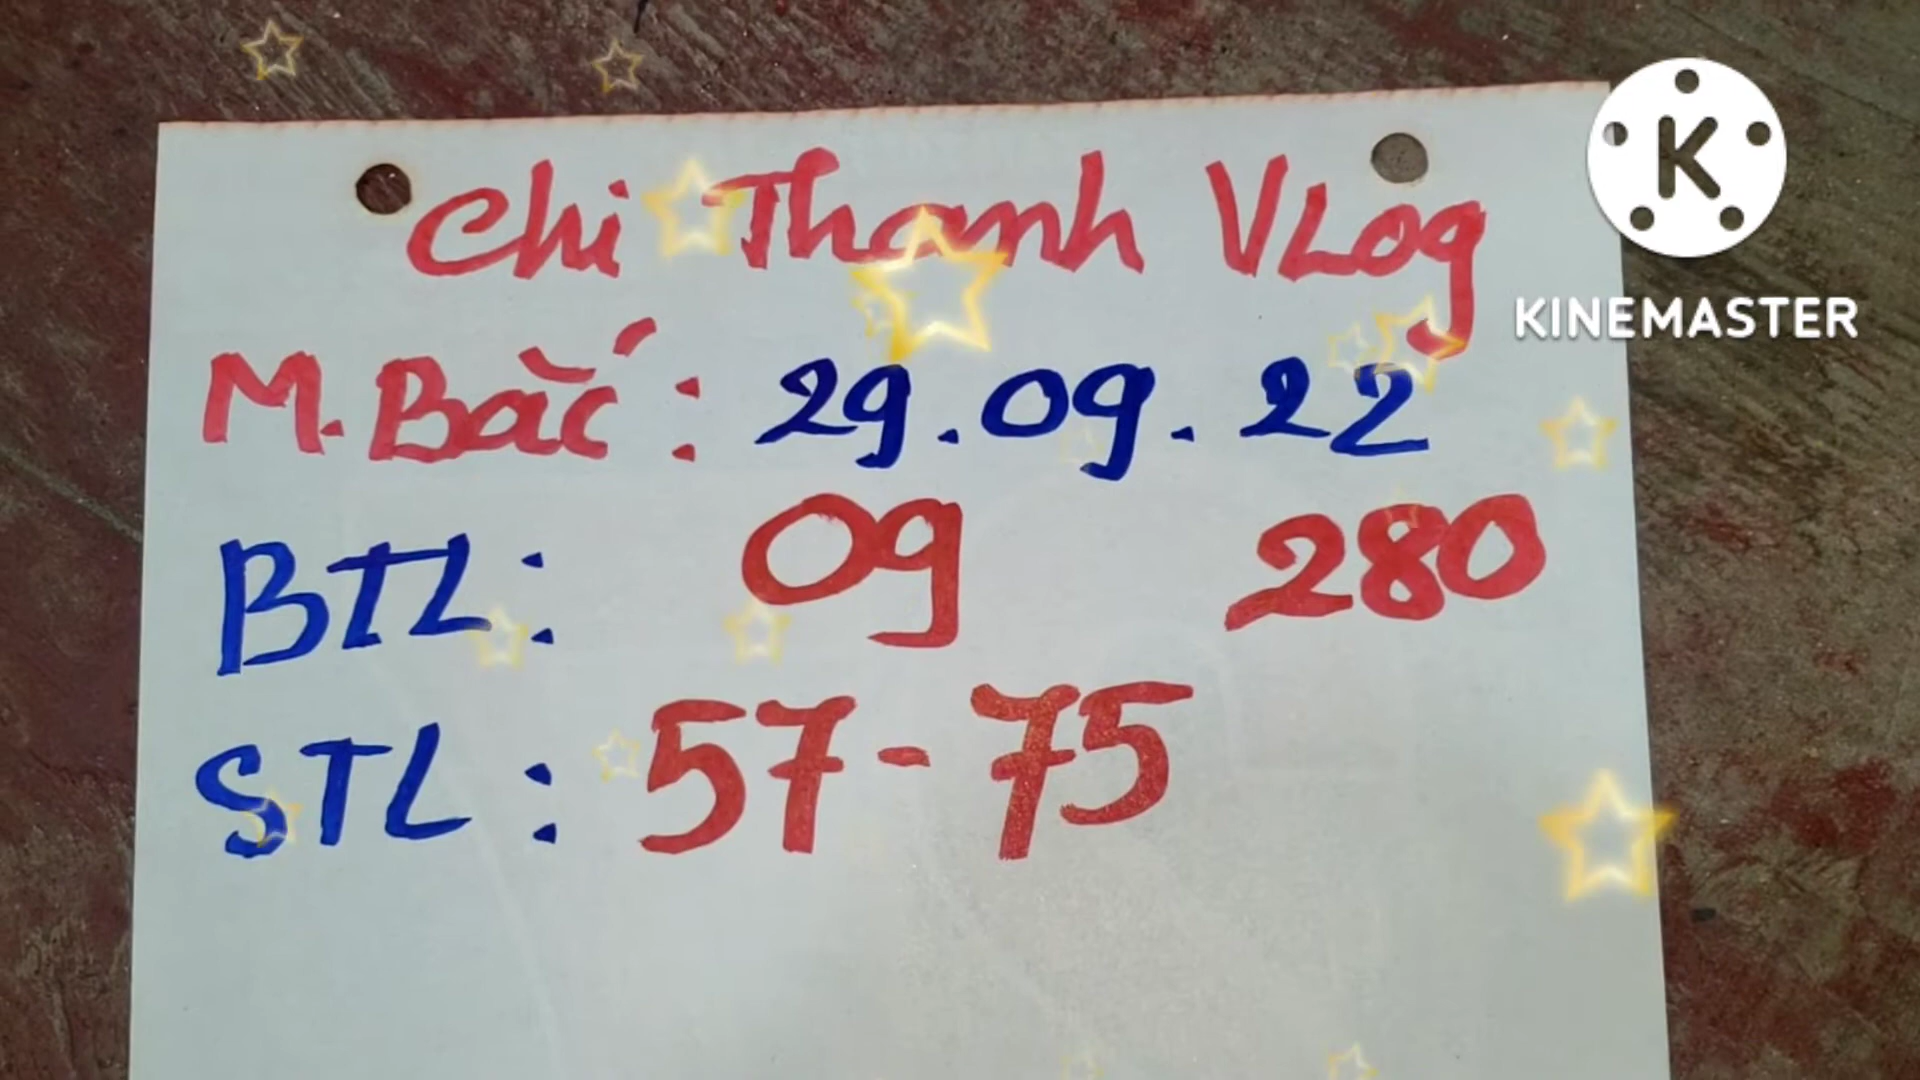 Chi Thanh VLog
M. Bắc : 29.09.22
BTL : 09 280
STL : 57-75
K
KINEMASTER